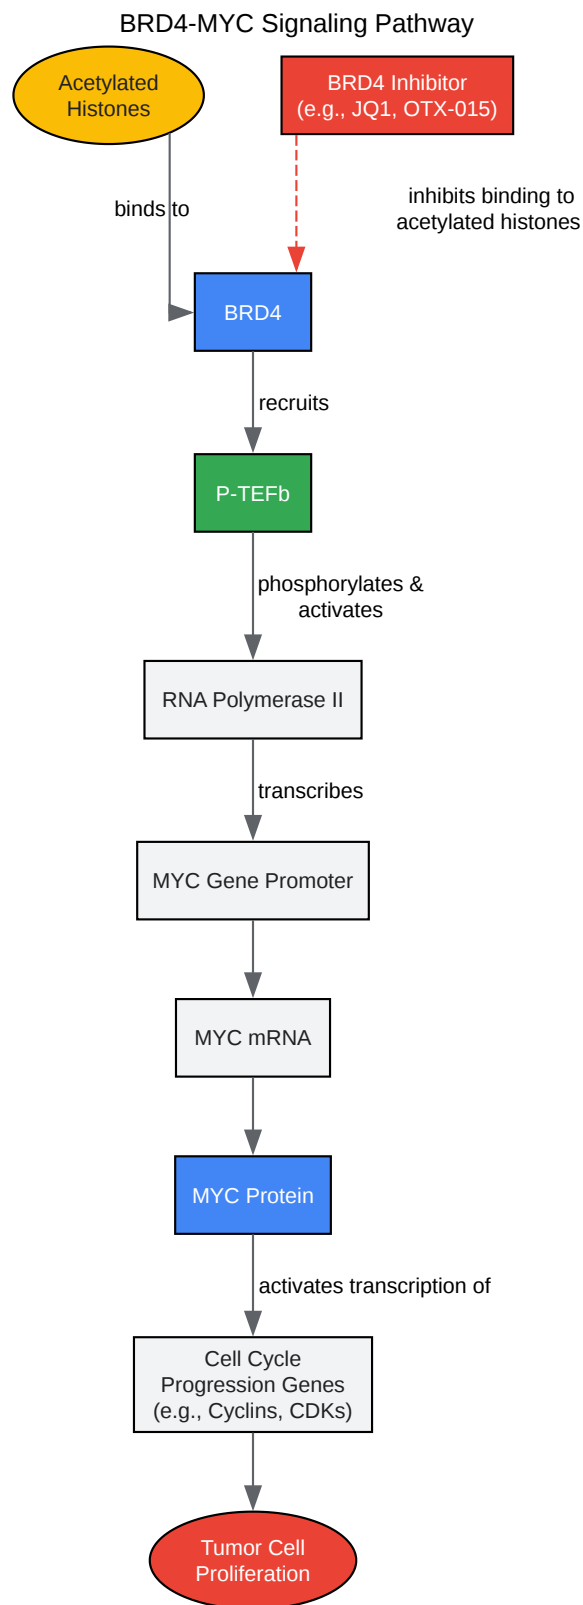 BRD4-MYC Signaling Pathway
Acetylated
Histones
BRD4 Inhibitor
(e.g., JQ1, OTX-015)
binds to
inhibits binding to
acetylated histones
BRD4
recruits
P-TEFb
phosphorylates &
activates
RNA Polymerase II
transcribes
MYC Gene Promoter
MYC mRNA
MYC Protein
activates transcription of
Cell Cycle
Progression Genes
(e.g., Cyclins, CDKs)
Tumor Cell
Proliferation